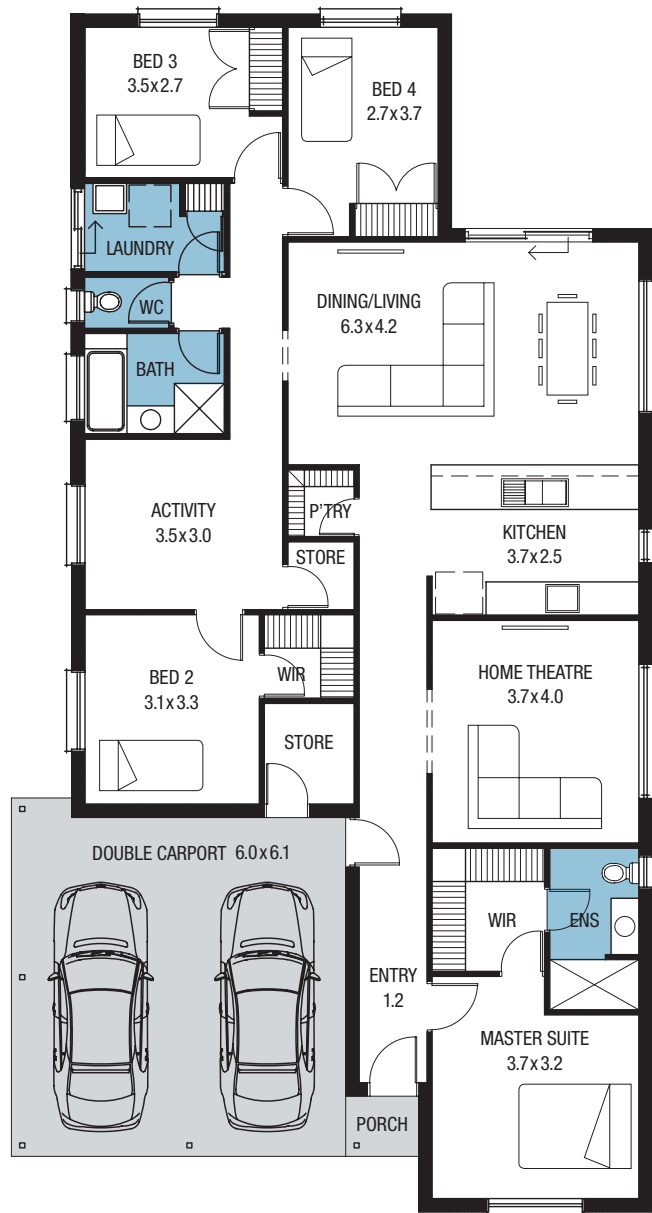 BED 3
3.5x2.7
BED 4
2.7x3.7
LAUNDRY
WC
BATH
DINING/LIVING
6.3x4.2
ACTIVITY
3.5x3.0
P'TRY
STORE
KITCHEN
3.7x2.5
BED 2
3.1x3.3
WIR
STORE
HOME THEATRE
3.7x4.0
DOUBLE CARPORT 6.0x6.1
WIR
ENS
ENTRY
1.2
MASTER SUITE
3.7x3.2
PORCH